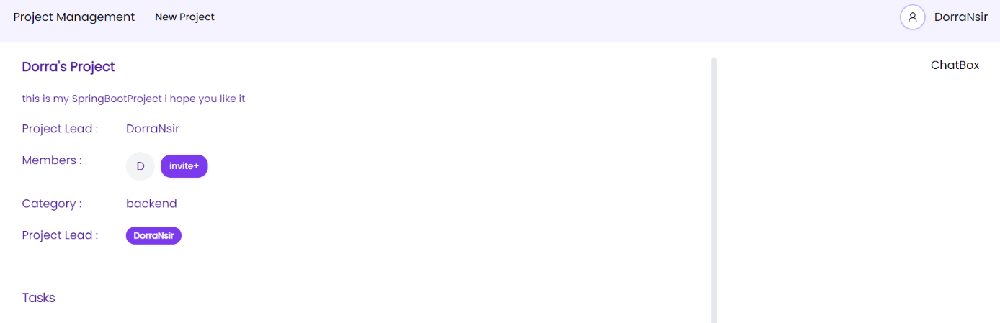 Project Management New Project DorraNsir
Dorra's Project
this is my SpringBootProject i hope you like it
Project Lead : DorraNsir
Members : D invite+
Category : backend
Project Lead : DorraNsir
Tasks
ChatBox